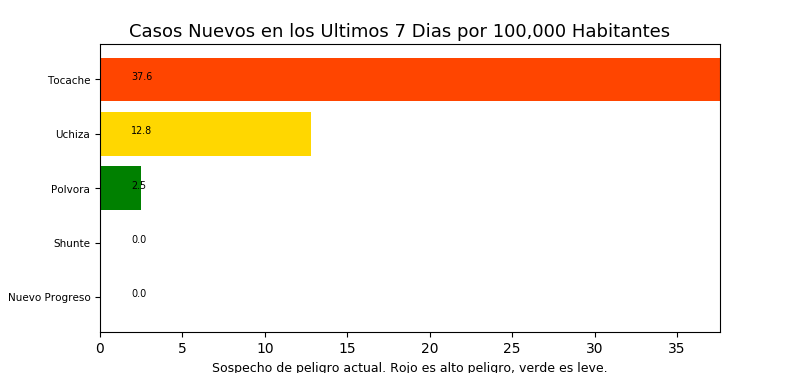 Casos Nuevos en los Ultimos 7 Dias por 100,000 Habitantes
Tocache 37.6
Uchiza 12.8
Polvora 2.5
Shunte 0.0
Nuevo Progreso 0.0
0 5 10 15 20 25 30 35
Sospecho de peligro actual. Rojo es alto peligro, verde es leve.